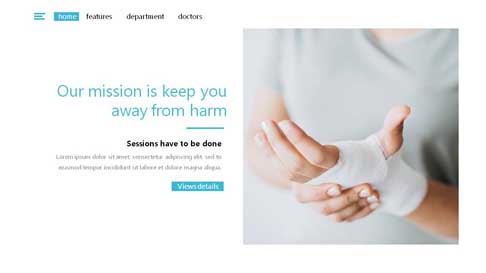 home features department doctors
Our mission is keep you
away from harm
Sessions have to be done
Lorem ipsum dolor sit amet, consectetur adipiscing elit, sed to
eiusmod tempor incididunt ut labore et dolore magna aliqua.
Views details